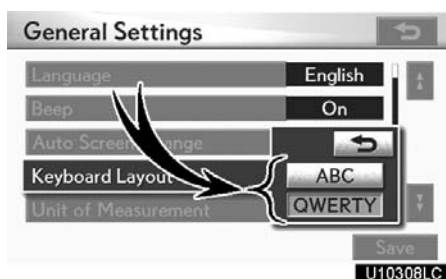 General Settings
Language English
Beep On
Auto Screen Change
Keyboard Layout ABC
QWERTY
Unit of Measurement
Save
U10308LC